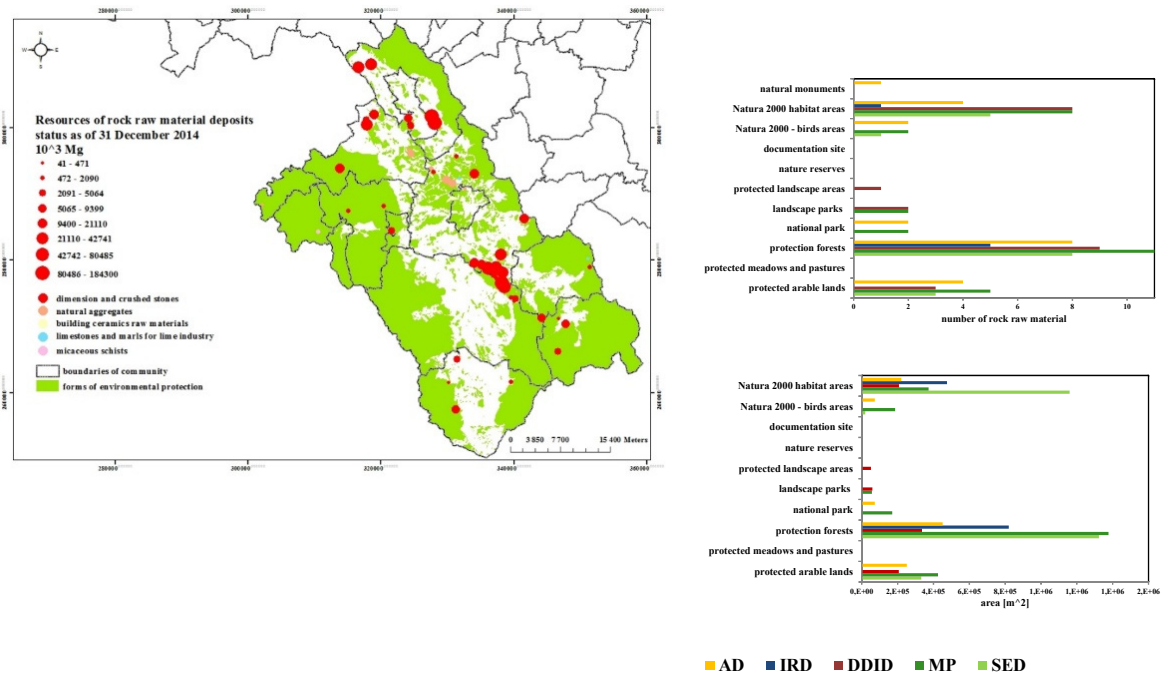 280000
300000
320000
340000
360000
N
W
E
S
Resources of rock raw material deposits
status as of 31 December 2014
10^3 Mg
41 - 471
472 - 2090
2091 - 5064
5065 - 9399
9400 - 21110
21110 - 42741
42742 - 80485
80486 - 184300
dimension and crushed stones
natural aggregates
building ceramics raw materials
limestones and marls for lime industry
micaceous schists
boundaries of community
forms of environmental protection
0 3 850 7 700 15 400 Meters
280000
300000
320000
340000
360000
natural monuments
Natura 2000 habitat areas
Natura 2000 - birds areas
documentation site
nature reserves
protected landscape areas
landscape parks
national park
protection forests
protected meadows and pastures
protected arable lands
0 2 4 6 8 10
number of rock raw material
Natura 2000 habitat areas
Natura 2000 - birds areas
documentation site
nature reserves
protected landscape areas
landscape parks
national park
protection forests
protected meadows and pastures
protected arable lands
0,E+00 2,E+05 4,E+05 6,E+05 8,E+05 1,E+06 1,E+06 1,E+06 2,E+06
area [m^2]
AD IRD DDID MP SED